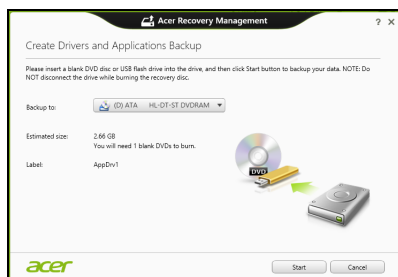 Acer Recovery Management
? ×
Create Drivers and Applications Backup
Please insert a blank DVD disc or USB flash drive into the drive, and then click Start button to backup your data. NOTE: Do
NOT disconnect the drive while burning the recovery disc.
Backup to: (D) ATA HL-DT-ST DVDRAM
Estimated size: 2.66 GB
You will need 1 blank DVDs to burn.
Label: AppDrv1
DVD
acer Start Cancel